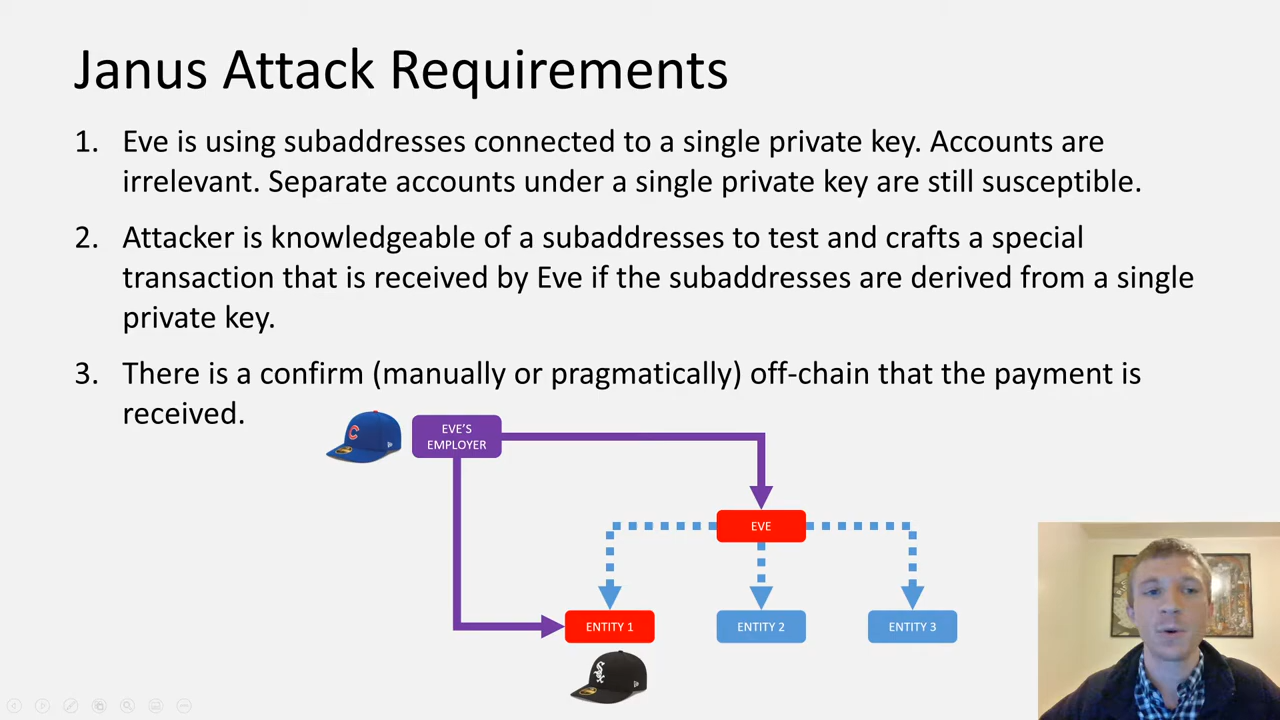 Janus Attack Requirements
1. Eve is using subaddresses connected to a single private key. Accounts are
irrelevant. Separate accounts under a single private key are still susceptible.
2. Attacker is knowledgeable of a subaddresses to test and crafts a special
transaction that is received by Eve if the subaddresses are derived from a single
private key.
3. There is a confirm (manually or pragmatically) off-chain that the payment is
received.
C
EVE'S
EMPLOYER
EVE
ENTITY 1
ENTITY 2
ENTITY 3
Sox